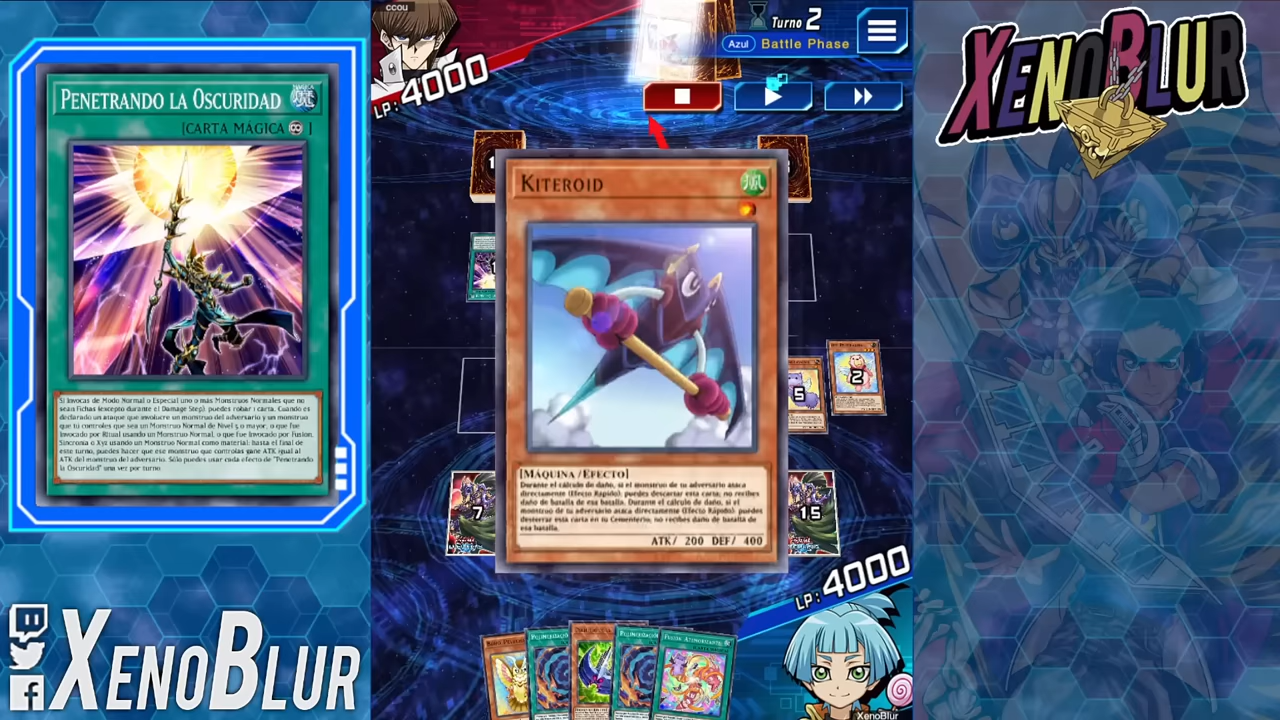 PENETRANDO LA OSCURIDAD
[CARTA MÁGICA ]
Si Invocas de Modo Normal o Especial uno o más Monstruos Normales que no
sean Fichas (excepto durante el Damage Step): puedes robar 1 carta. Cuando es
declarado un ataque que involucre un monstruo del adversario y un monstruo
que tú controles que sea un Monstruo Normal de Nivel 5 o mayor, o que fue
Invocado por Ritual usando un Monstruo Normal, o que fue Invocado por Fusión,
Sincronía o Xyz usando un Monstruo Normal como material: hasta el final de
este turno, puedes hacer que ese monstruo que controlas gane ATK igual al
ATK del monstruo del adversario. Sólo puedes usar cada efecto de "Penetrando
la Oscuridad" una vez por turno.
XENOBLUR
ccou
LP: 4000
Turno 2
Azul Battle Phase
KITEROID
[MÁQUINA /EFECTO]
Durante el cálculo de daño, si el monstruo de tu adversario ataca
directamente (Efecto Rápido): puedes descartar esta carta; no recibes
daño de batalla de esa batalla. Durante el cálculo de daño, si el
monstruo de tu adversario ataca directamente (Efecto Rápido): puedes
desterrar esta carta en tu Cementerio; no recibes daño de batalla de
esa batalla.
ATK/ 200 DEF/ 400
5
2
7
15
LP: 4000
XenoBlur
XENOBLUR